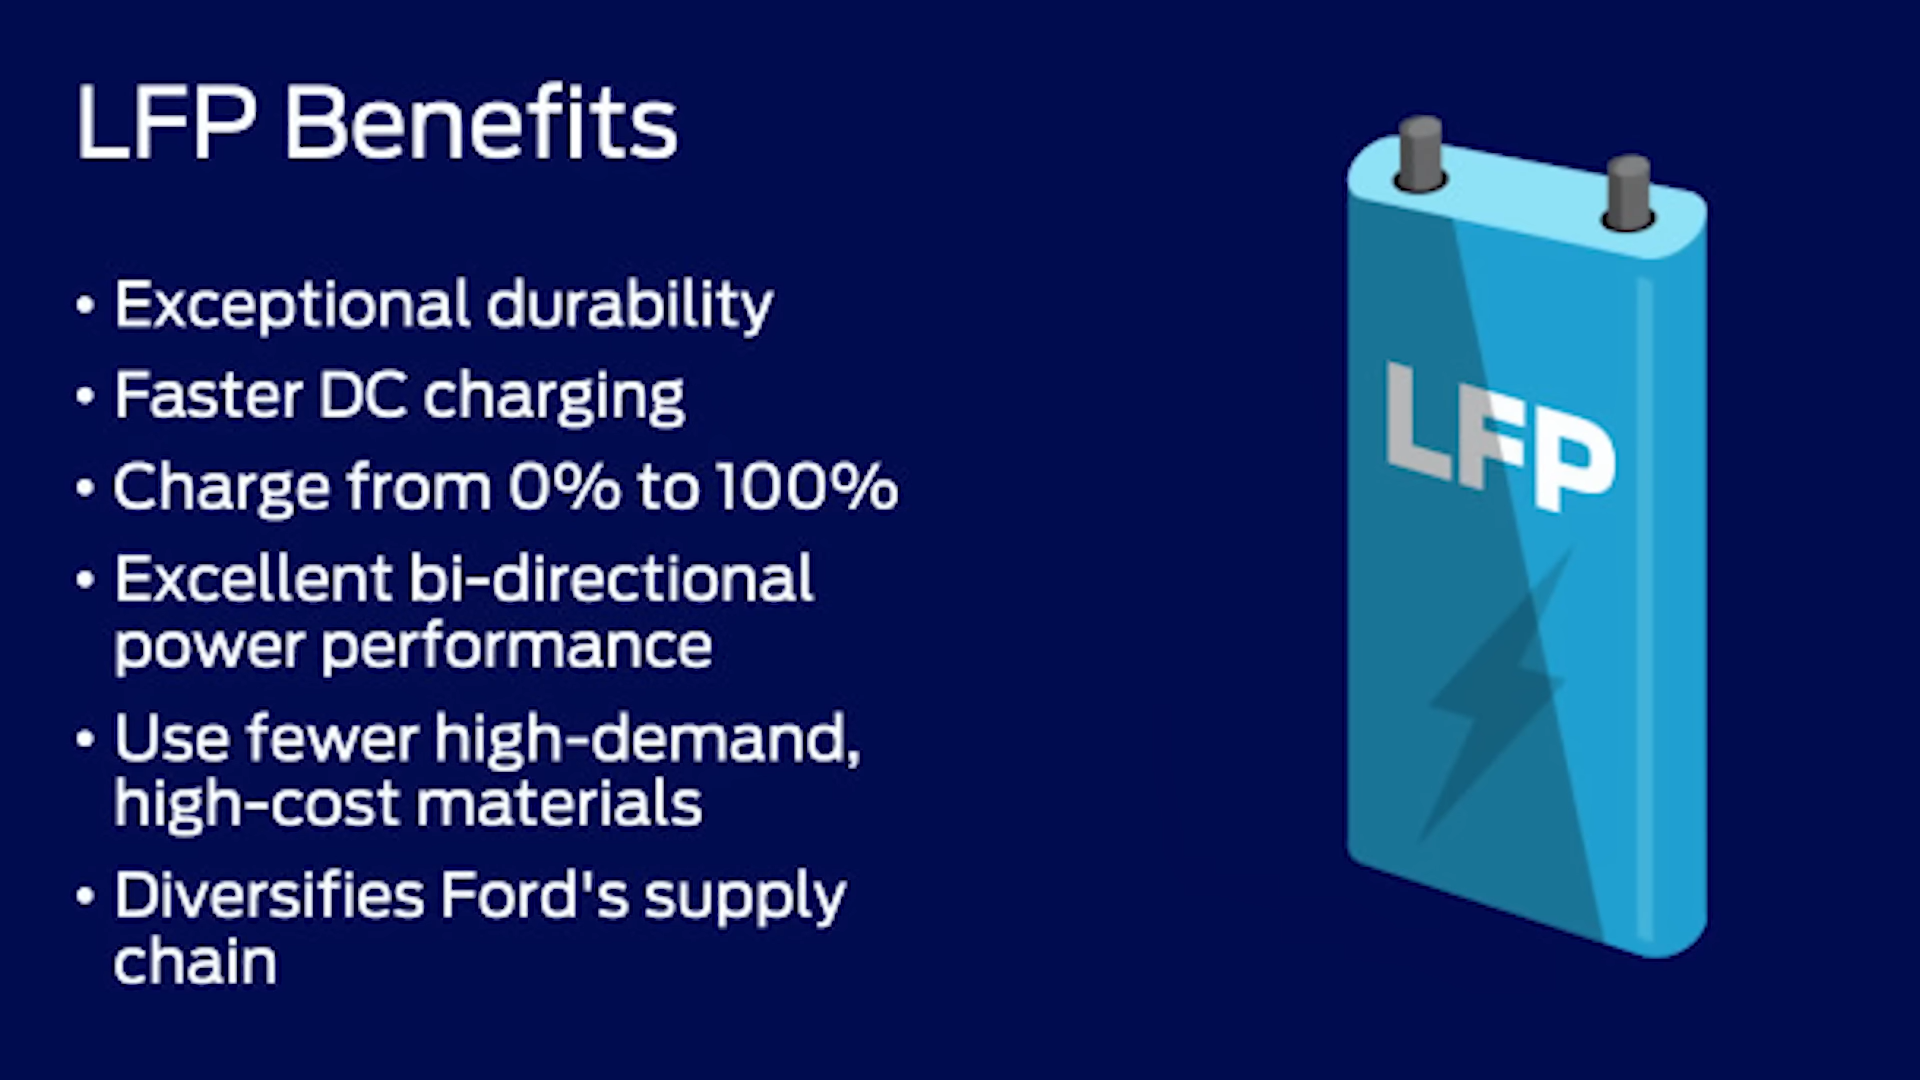 LFP Benefits
• Exceptional durability
• Faster DC charging
• Charge from 0% to 100%
• Excellent bi-directional
power performance
• Use fewer high-demand,
high-cost materials
• Diversifies Ford's supply
chain
LFP